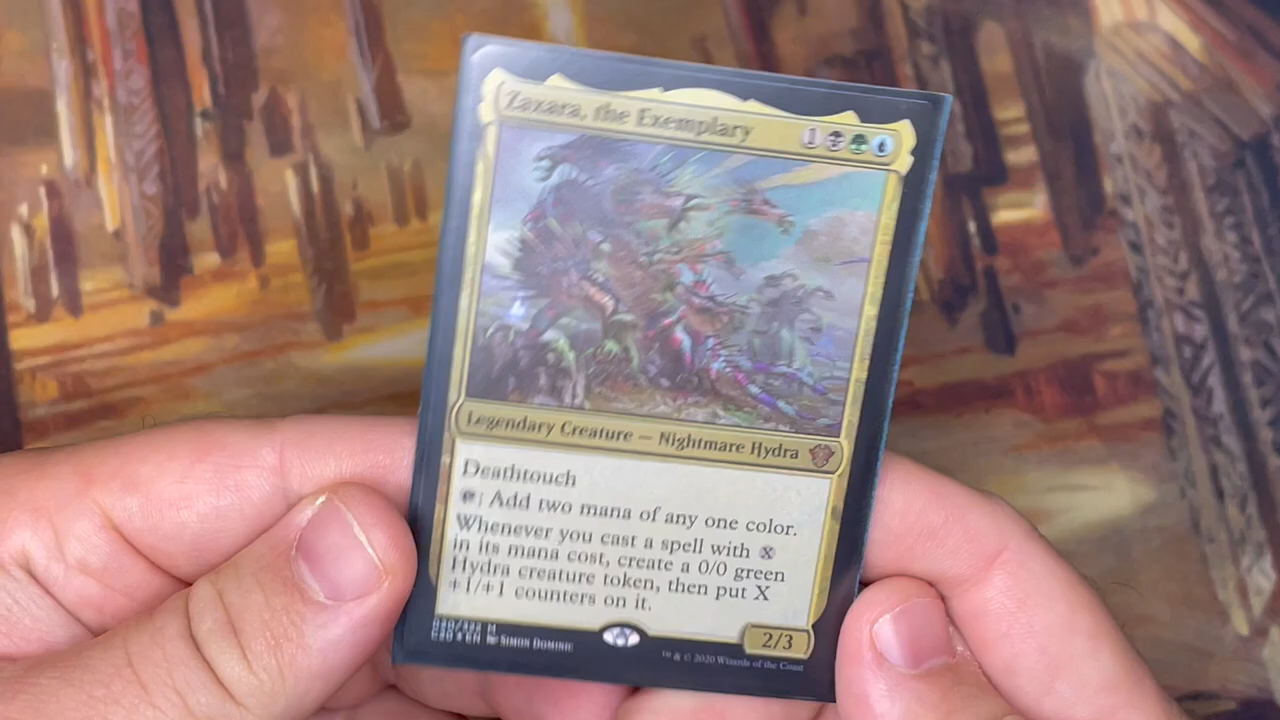 Zaxara, the Exemplary 1
Legendary Creature — Nightmare Hydra
Deathtouch
: Add two mana of any one color.
Whenever you cast a spell with X
in its mana cost, create a 0/0 green
Hydra creature token, then put X
+1/+1 counters on it.
2/3
SIMON DOMINIC
™ & © 2020 Wizards of the Coast